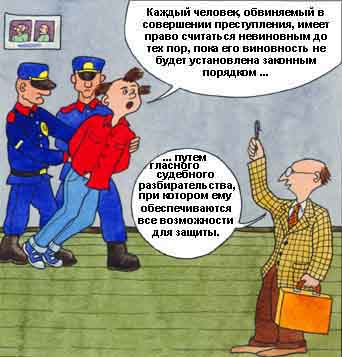 Каждый человек, обвиняемый в
совершении преступления, имеет
право считаться невиновным до
тех пор, пока его виновность не
будет установлена законным
порядком ...
... путем
гласного
судебного
разбирательства,
при котором ему
обеспечиваются
все возможности
для защиты.